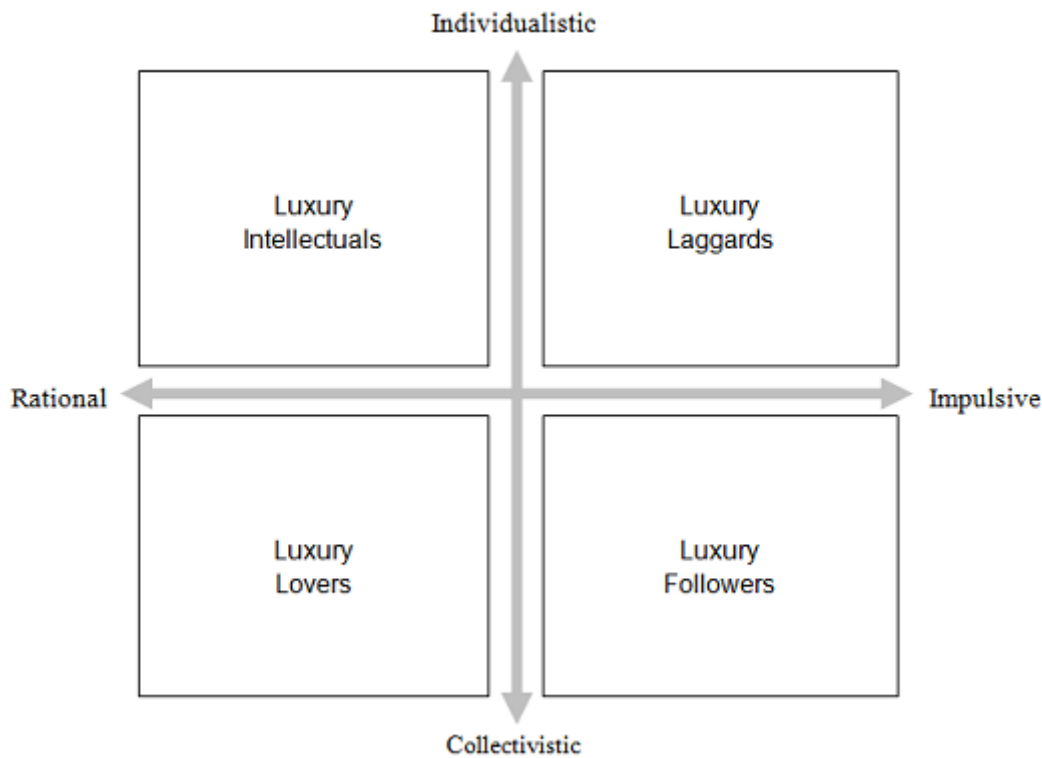 Individualistic
Luxury
Intellectuals
Luxury
Laggards
Rational
Impulsive
Luxury
Lovers
Luxury
Followers
Collectivistic